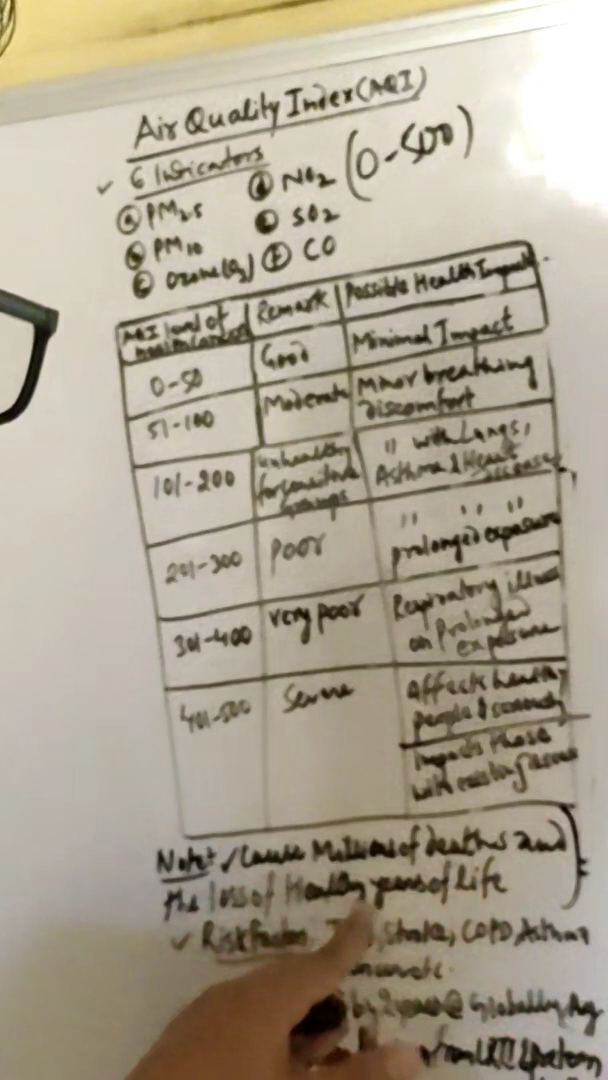 Air Quality Index (AQI)
✓ 6 Indicators (0-500)
ⓐ PM2.5 ⓓ NO2
ⓑ PM10 ⓔ SO2
ⓒ Ozone(O3) ⓕ CO
AQI level of Remark Possible Health Impact
0-50 Good Minimal Impact
51-100 Moderate Minor breathing
discomfort
101-200 Unhealthy for sensitive groups " with Lungs,
Asthma & Heart
diseases
201-300 Poor " " "
prolonged exposure
301-400 very poor Respiratory illness
on Prolonged
exposure
401-500 Severe Affects healthy
people & seriously
impacts those
with existing
Note: ✓ Cause Millions of deaths and
the loss of Healthy years of life
✓ Risk Factor Stroke, COPD, Asthma
by 2 years @ Globally